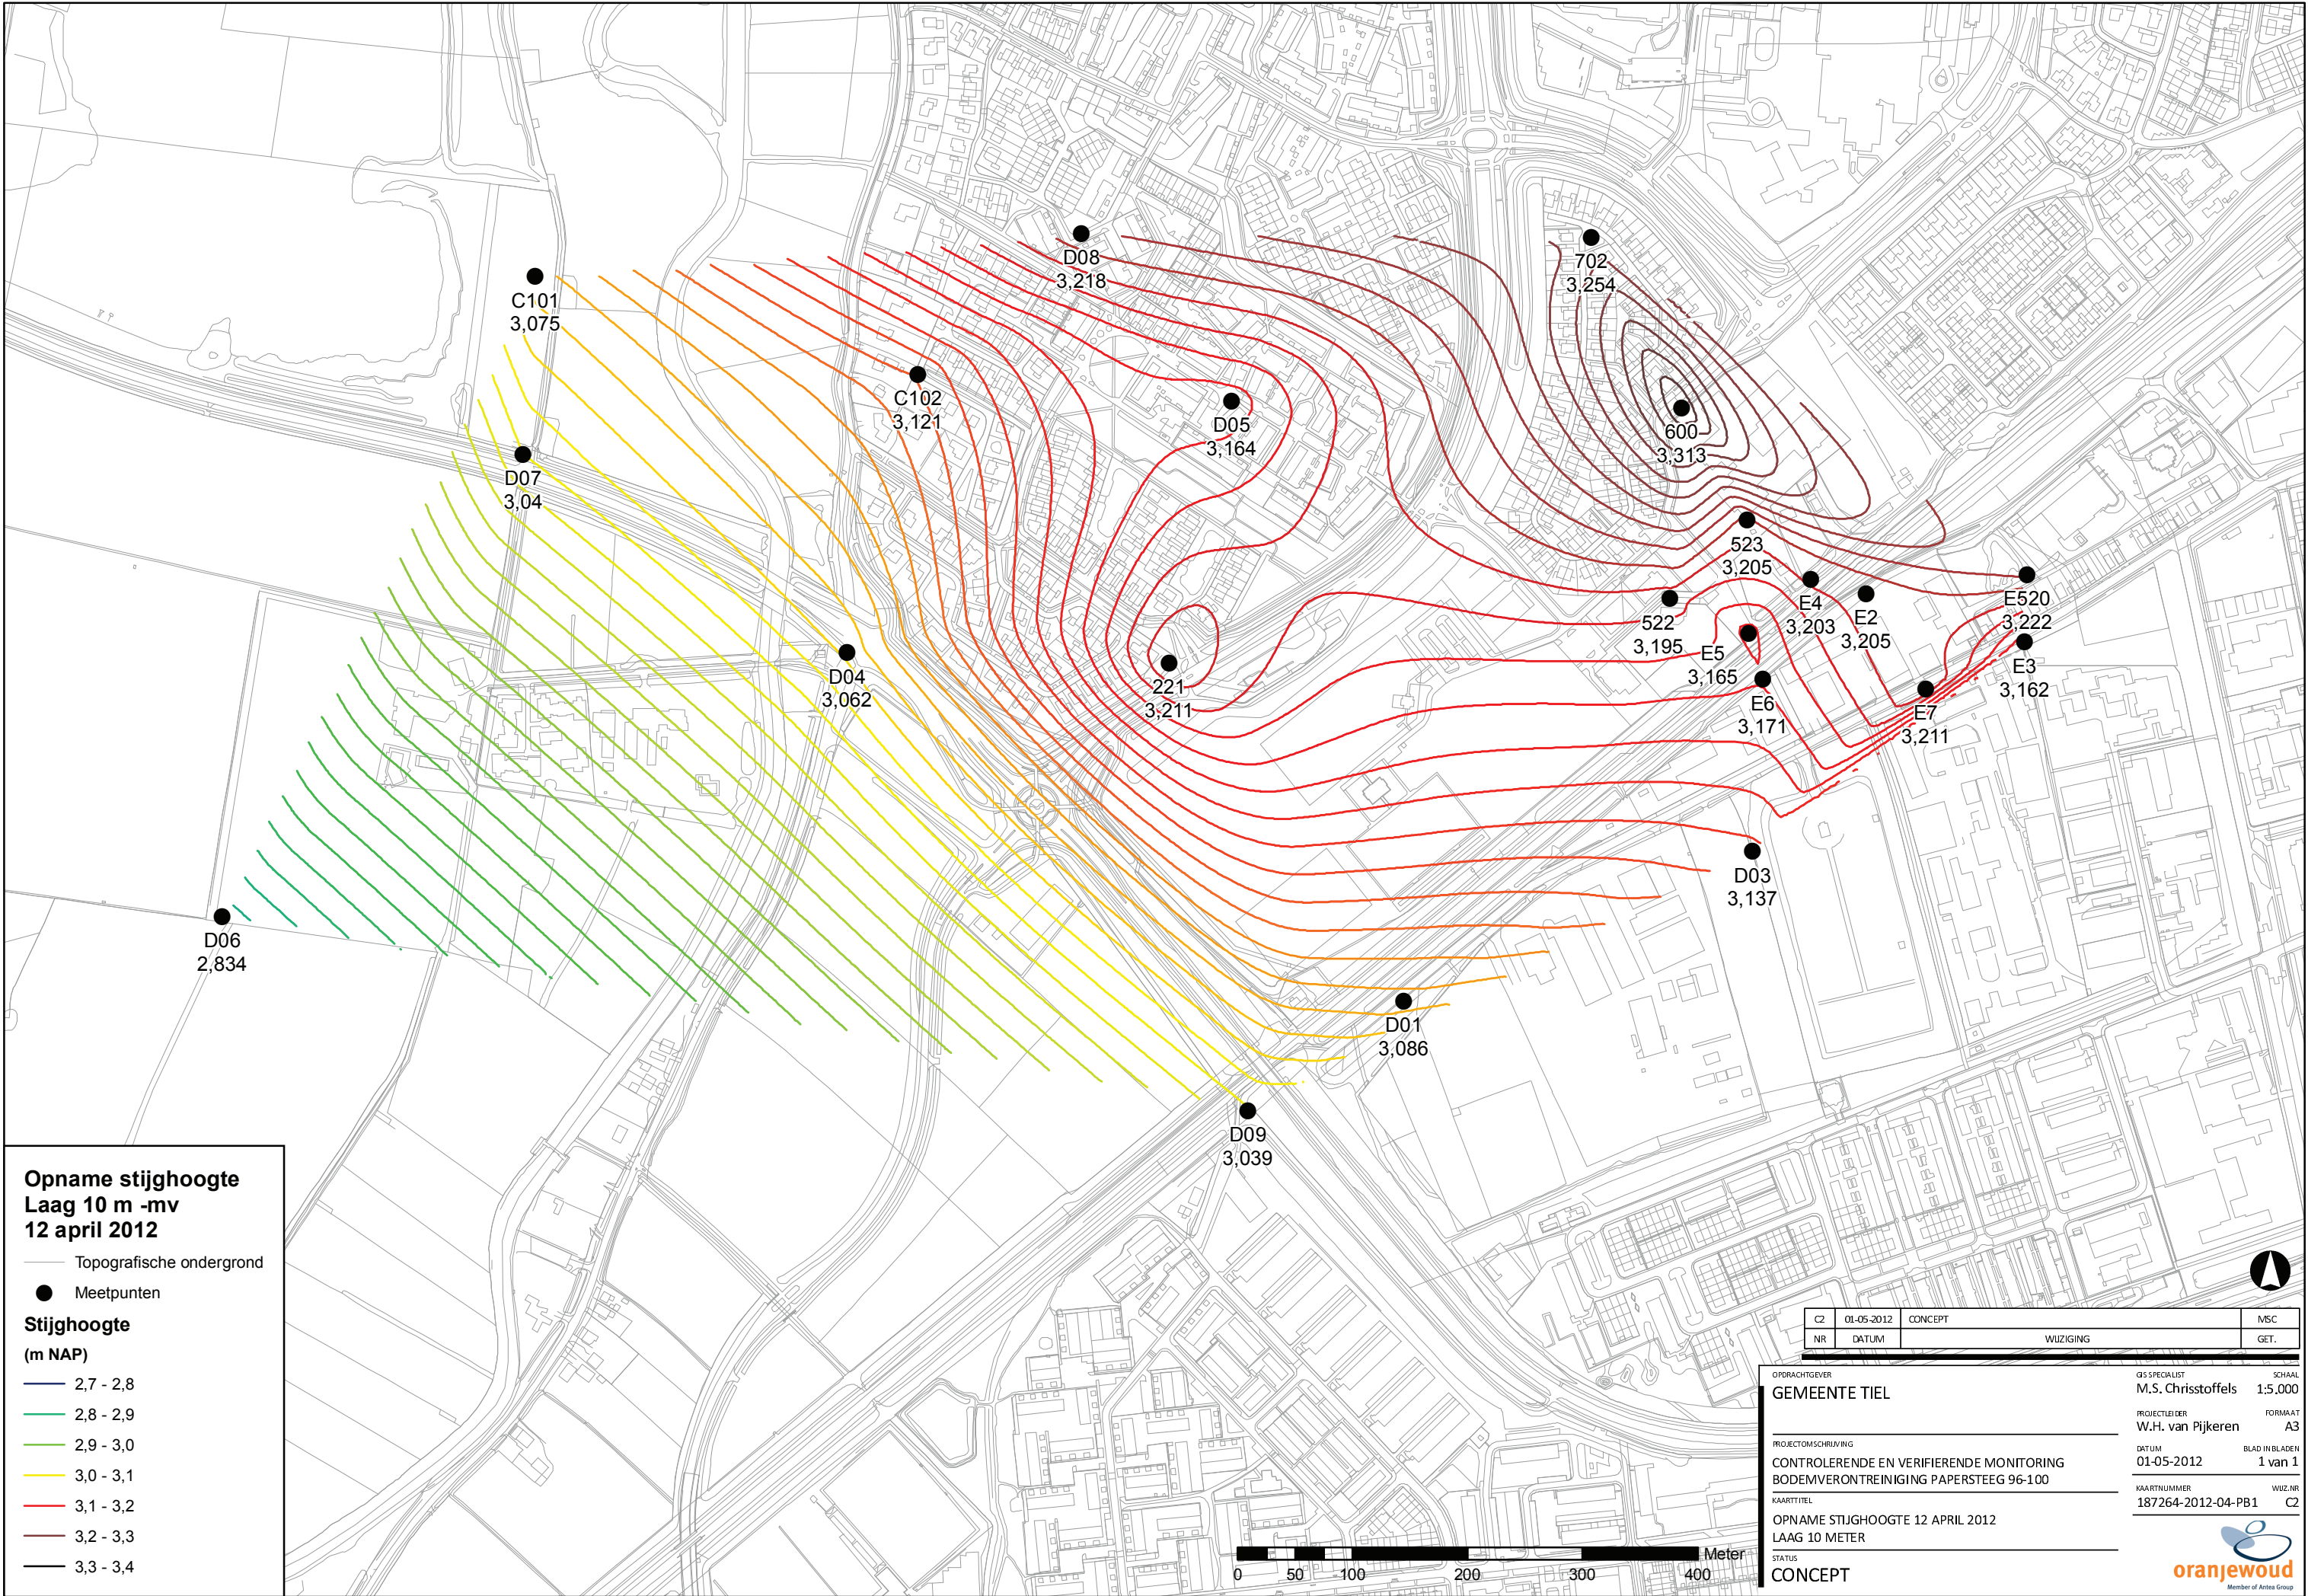 D08
3,218
702
3,254
C101
3,075
C102
3,121
D05
3,164
600
3,313
D07
3,04
523
3,205
E4
3,203
E2
3,205
E520
3,222
522
3,195
E5
3,165
E3
3,162
D04
3,062
221
3,211
E6
3,171
E7
3,211
D03
3,137
D06
2,834
D01
3,086
D09
3,039
Opname stijghoogte
Laag 10 m -mv
12 april 2012
Topografische ondergrond
Meetpunten
Stijghoogte
(m NAP)
2,7 - 2,8
2,8 - 2,9
2,9 - 3,0
3,0 - 3,1
3,1 - 3,2
3,2 - 3,3
3,3 - 3,4
0 50 100 200 300 400 Meter
C2 01-05-2012 CONCEPT MSC
NR DATUM WIJZIGING GET.
OPDRACHTGEVER
GEMEENTE TIEL
PROJECTOMSCHRIJVING
CONTROLERENDE EN VERIFIERENDE MONITORING
BODEMVERONTREINIGING PAPERSTEEG 96-100
KAARTTITEL
OPNAME STIJGHOOGTE 12 APRIL 2012
LAAG 10 METER
STATUS
CONCEPT
GIS SPECIALIST SCHAAL
M.S. Chrisstoffels 1:5.000
PROJECTLEIDER FORMAAT
W.H. van Pijkeren A3
DATUM BLAD IN BLADEN
01-05-2012 1 van 1
KAARTNUMMER WIJZ.NR
187264-2012-04-PB1 C2
oranjewoud
Member of Antea Group